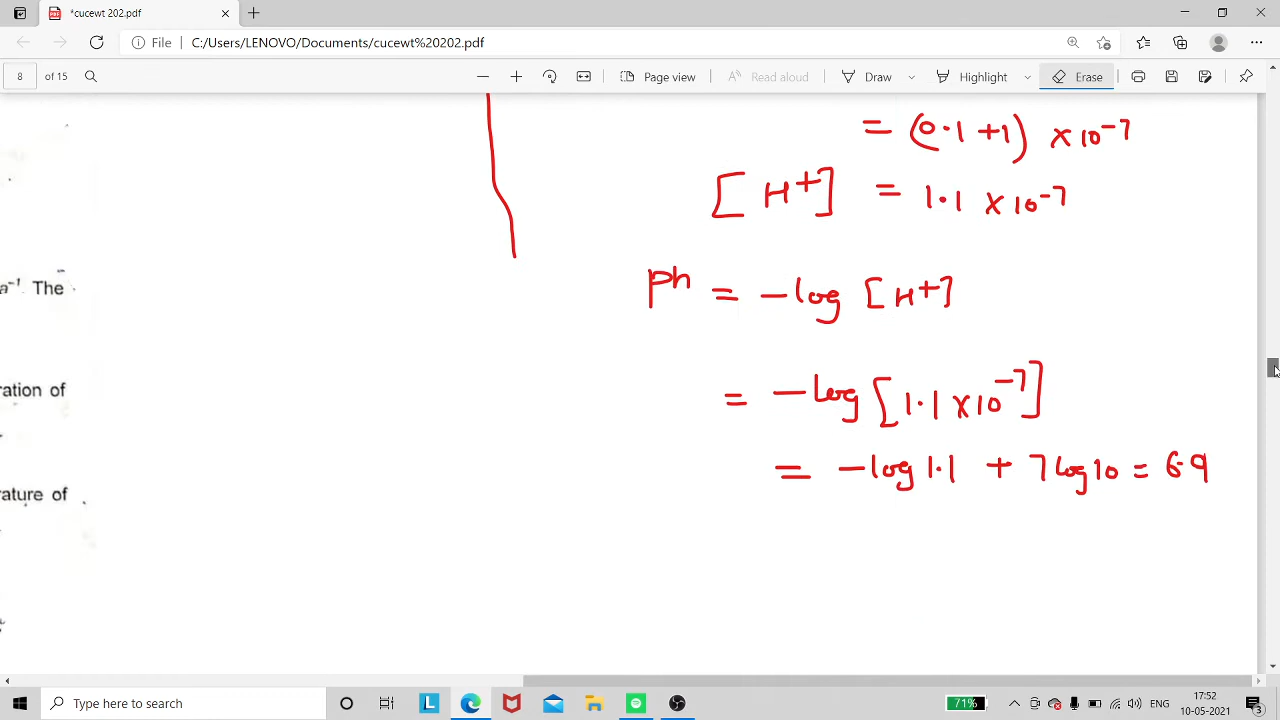 *cucewt 202.pdf
File C:/Users/LENOVO/Documents/cucewt%20202.pdf
8 of 15 Page view Read aloud Draw Highlight Erase
= (0.1 + 1) × 10⁻⁷
[H+] = 1.1 × 10⁻⁷
a⁻¹ The
Ph = -log [H+]
ration of
= -log [1.1 × 10⁻⁷]
= -log 1.1 + 7 log 10 = 6.9
rature of
Type here to search
L
71%
ENG
17:52
10-05-2021
3